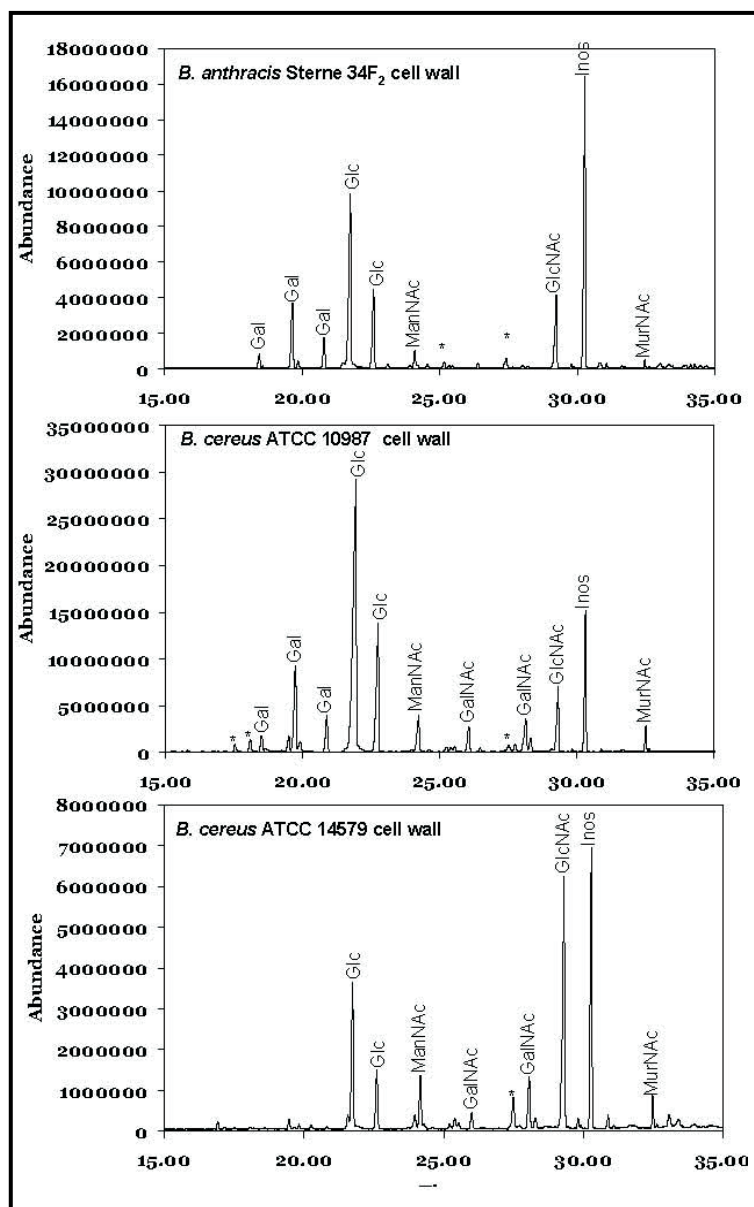 B. anthracis Sterne 34F2 cell wall
Abundance
18000000
16000000
14000000
12000000
10000000
8000000
6000000
4000000
2000000
0
Gal
Gal
Gal
Glc
Glc
ManNAc
*
*
GlcNAc
Inos
MurNAc
15.00 20.00 25.00 30.00 35.00
B. cereus ATCC 10987 cell wall
Abundance
35000000
30000000
25000000
20000000
15000000
10000000
5000000
0
*
*
Gal
Gal
Gal
Glc
Glc
ManNAc
GalNAc
*
GalNAc
GlcNAc
Inos
MurNAc
15.00 20.00 25.00 30.00 35.00
B. cereus ATCC 14579 cell wall
Abundance
8000000
7000000
6000000
5000000
4000000
3000000
2000000
1000000
0
Glc
Glc
ManNAc
GalNAc
*
GalNAc
GlcNAc
Inos
MurNAc
15.00 20.00 25.00 30.00 35.00